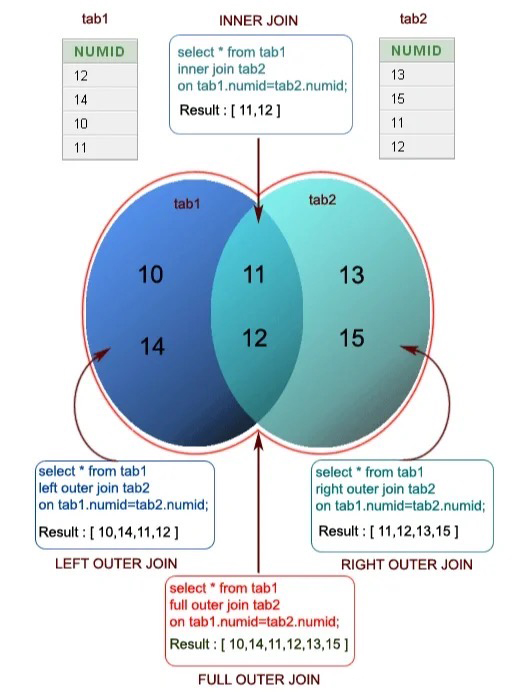 tab1
NUMID
12
14
10
11
INNER JOIN
select * from tab1
inner join tab2
on tab1.numid=tab2.numid;
Result : [ 11,12 ]
tab2
NUMID
13
15
11
12
tab1
tab2
10
11
13
14
12
15
select * from tab1
left outer join tab2
on tab1.numid=tab2.numid;
Result : [ 10,14,11,12 ]
LEFT OUTER JOIN
select * from tab1
right outer join tab2
on tab1.numid=tab2.numid;
Result : [ 11,12,13,15 ]
RIGHT OUTER JOIN
select * from tab1
full outer join tab2
on tab1.numid=tab2.numid;
Result : [ 10,14,11,12,13,15 ]
FULL OUTER JOIN